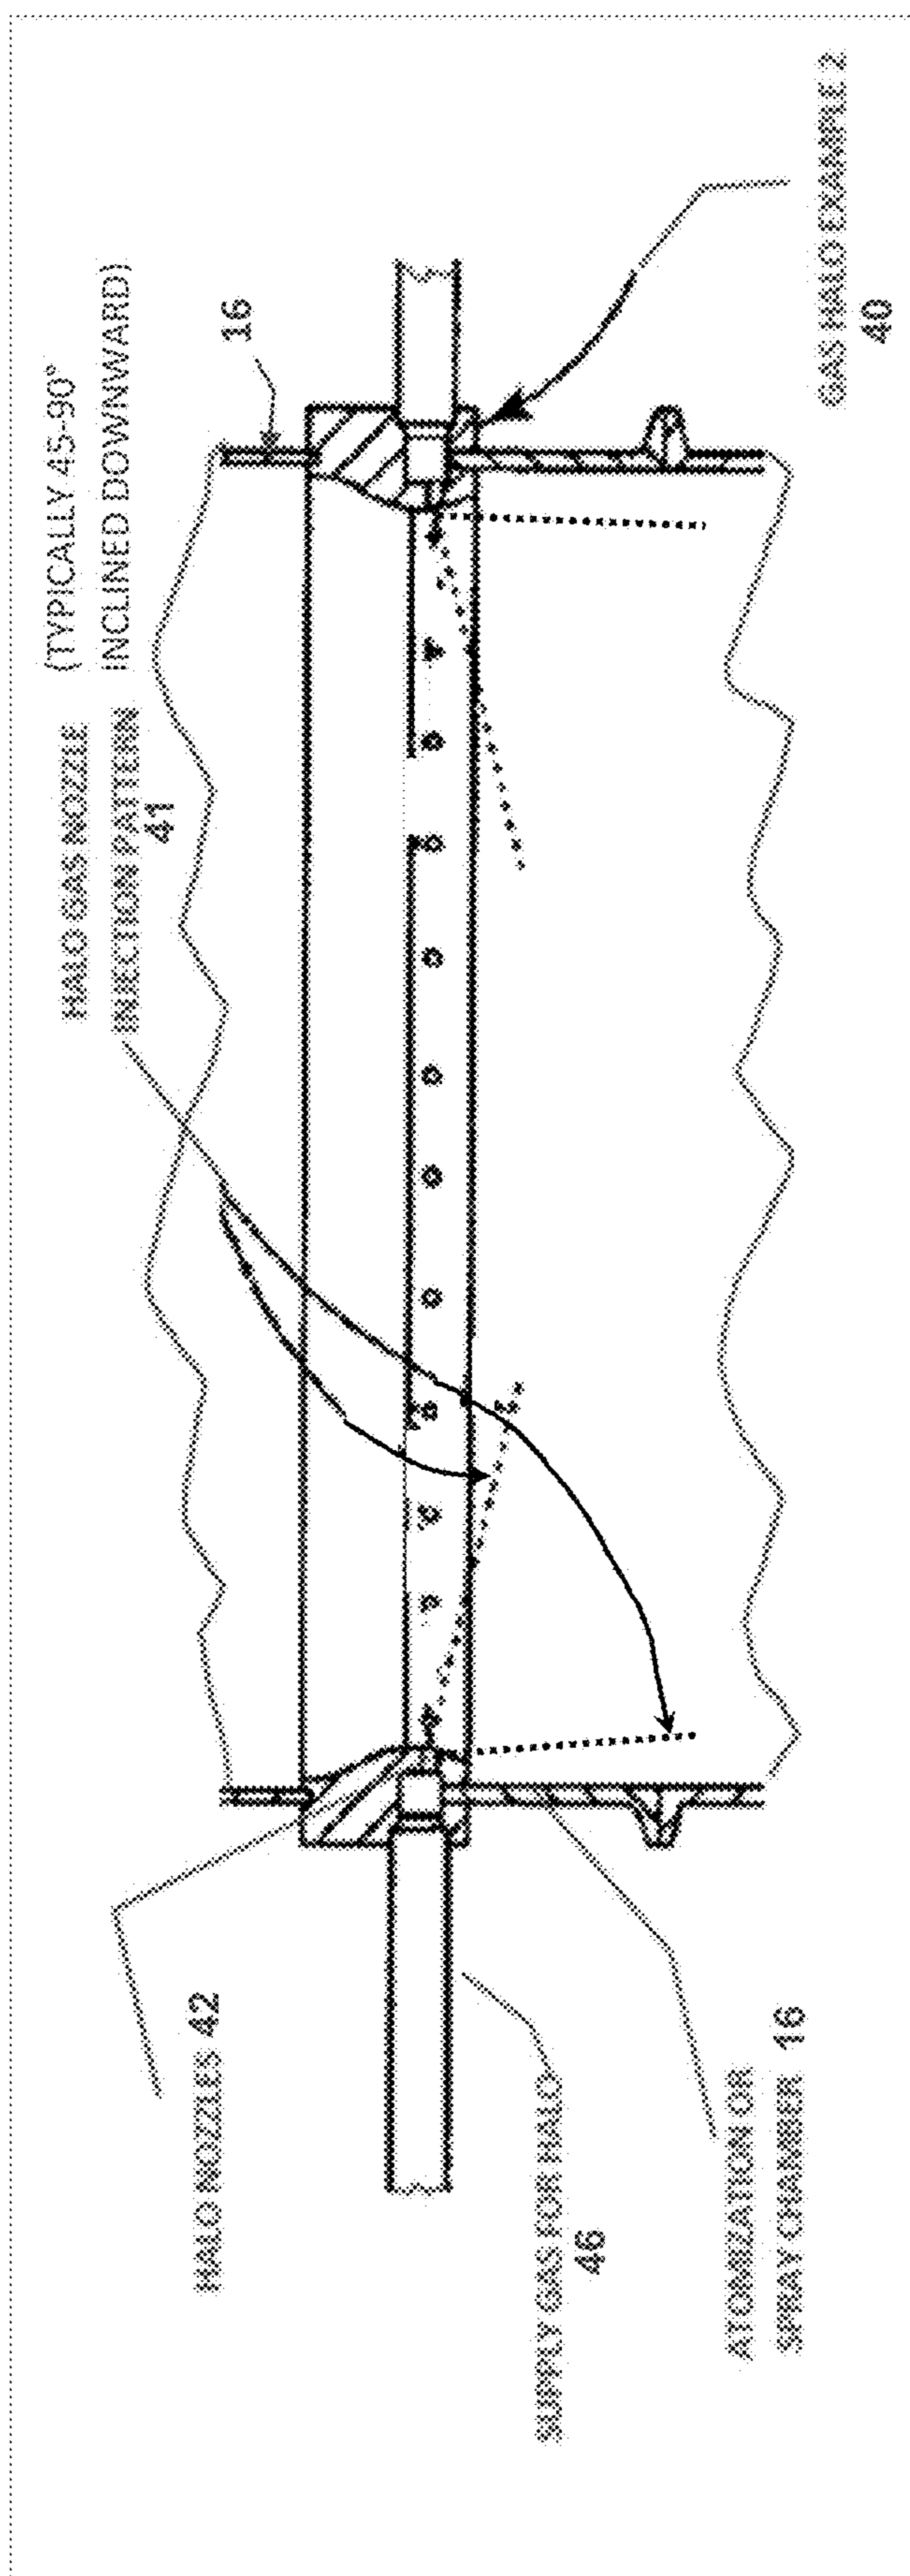 HALO GAS NOZZLE
INJECTION PATTERN
41
(TYPICALLY 45-90°
INCLINED DOWNWARD)
16
HALO NOZZLES 42
SUPPLY GAS FOR HALO
46
ATOMIZATION OR
SPRAY CHAMBER 16
GAS HALO EXAMPLE 2
40